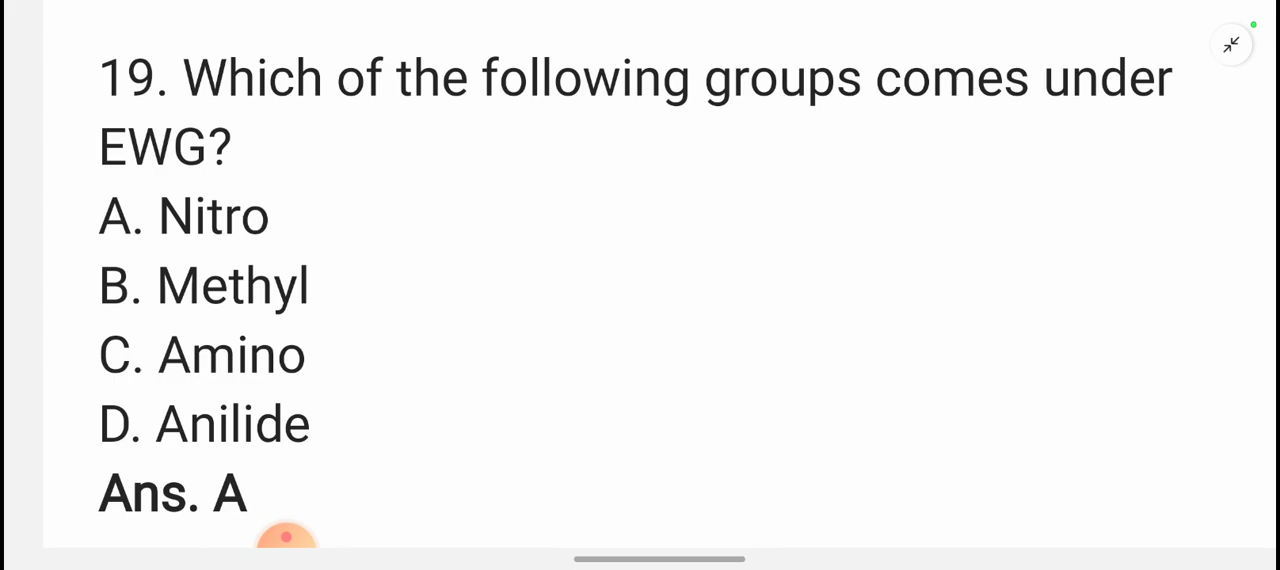 19. Which of the following groups comes under
EWG?
A. Nitro
B. Methyl
C. Amino
D. Anilide
Ans. A